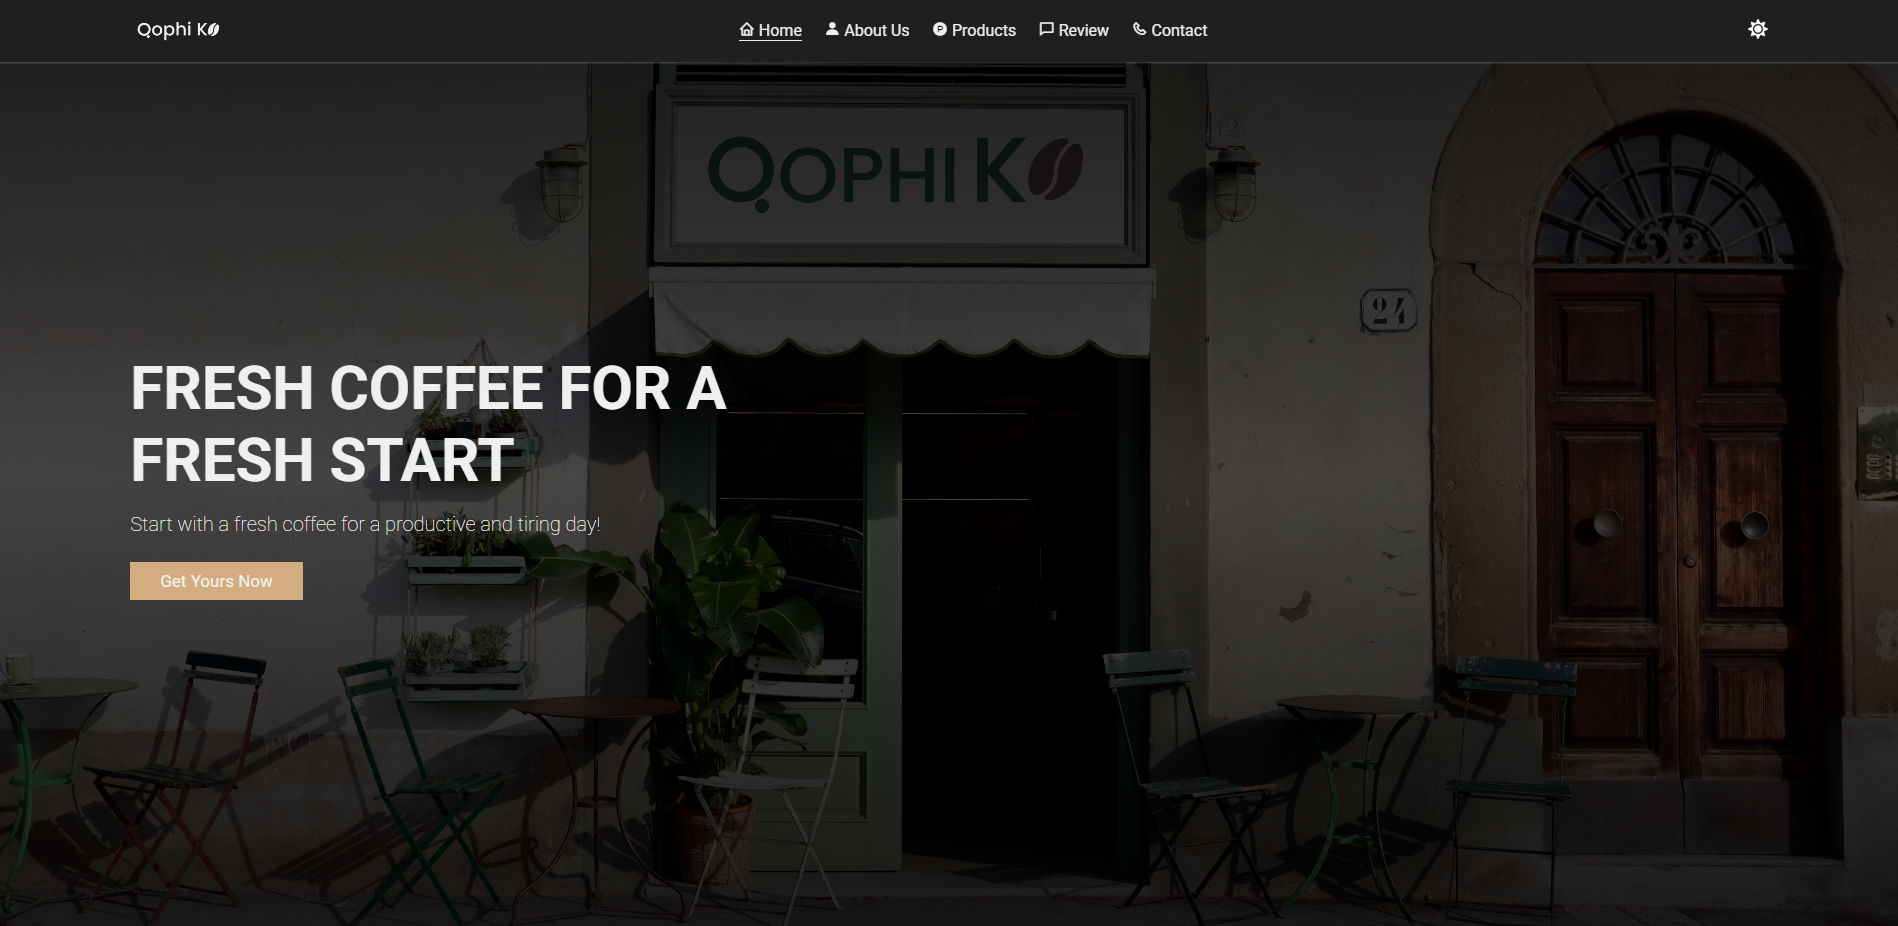 Qophi K
Home
About Us
Products
Review
Contact
12
QOPHI K
24
FRESH COFFEE FOR A
FRESH START
Start with a fresh coffee for a productive and tiring day!
Get Yours Now